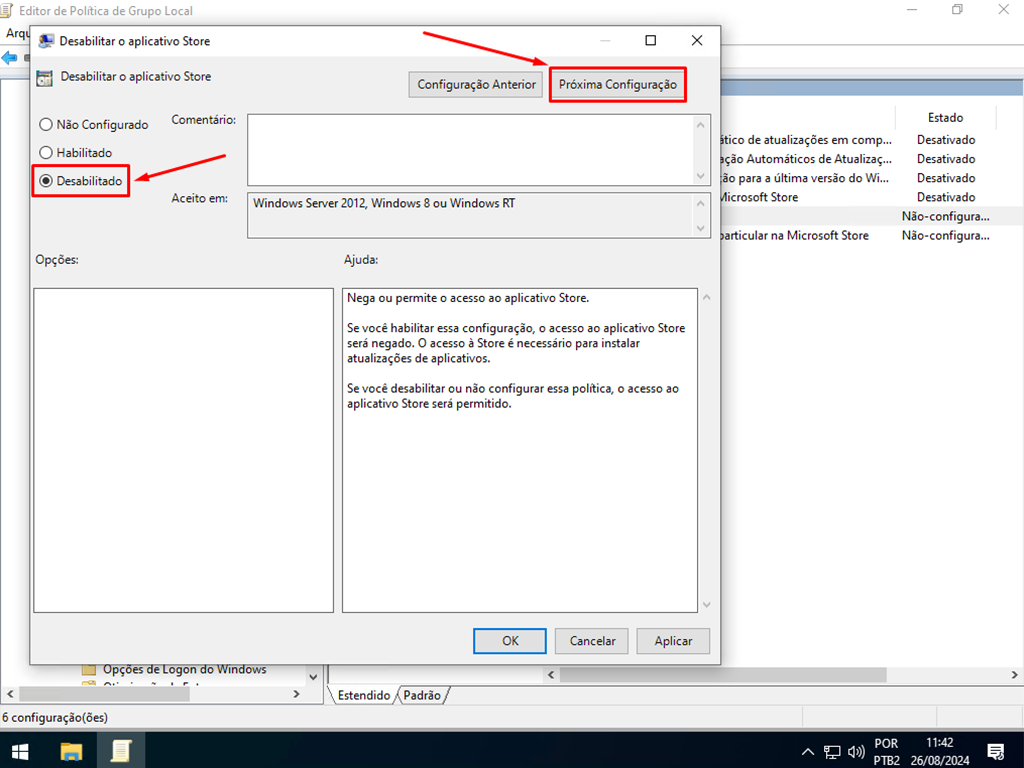 Editor de Política de Grupo Local
Arqu
Desabilitar o aplicativo Store
Desabilitar o aplicativo Store
Configuração Anterior
Próxima Configuração
Não Configurado
Habilitado
Desabilitado
Comentário:
Aceito em:
Windows Server 2012, Windows 8 ou Windows RT
Opções:
Ajuda:
Nega ou permite o acesso ao aplicativo Store.
Se você habilitar essa configuração, o acesso ao aplicativo Store
será negado. O acesso à Store é necessário para instalar
atualizações de aplicativos.
Se você desabilitar ou não configurar essa política, o acesso ao
aplicativo Store será permitido.
OK
Cancelar
Aplicar
Estado
ático de atualizações em comp... Desativado
ação Automáticos de Atualizaç... Desativado
ção para a última versão do Wi... Desativado
Microsoft Store Desativado
Não-configura...
particular na Microsoft Store Não-configura...
Opções de Logon do Windows
Estendido
Padrão
6 configuração(ões)
POR
PTB2
11:42
26/08/2024